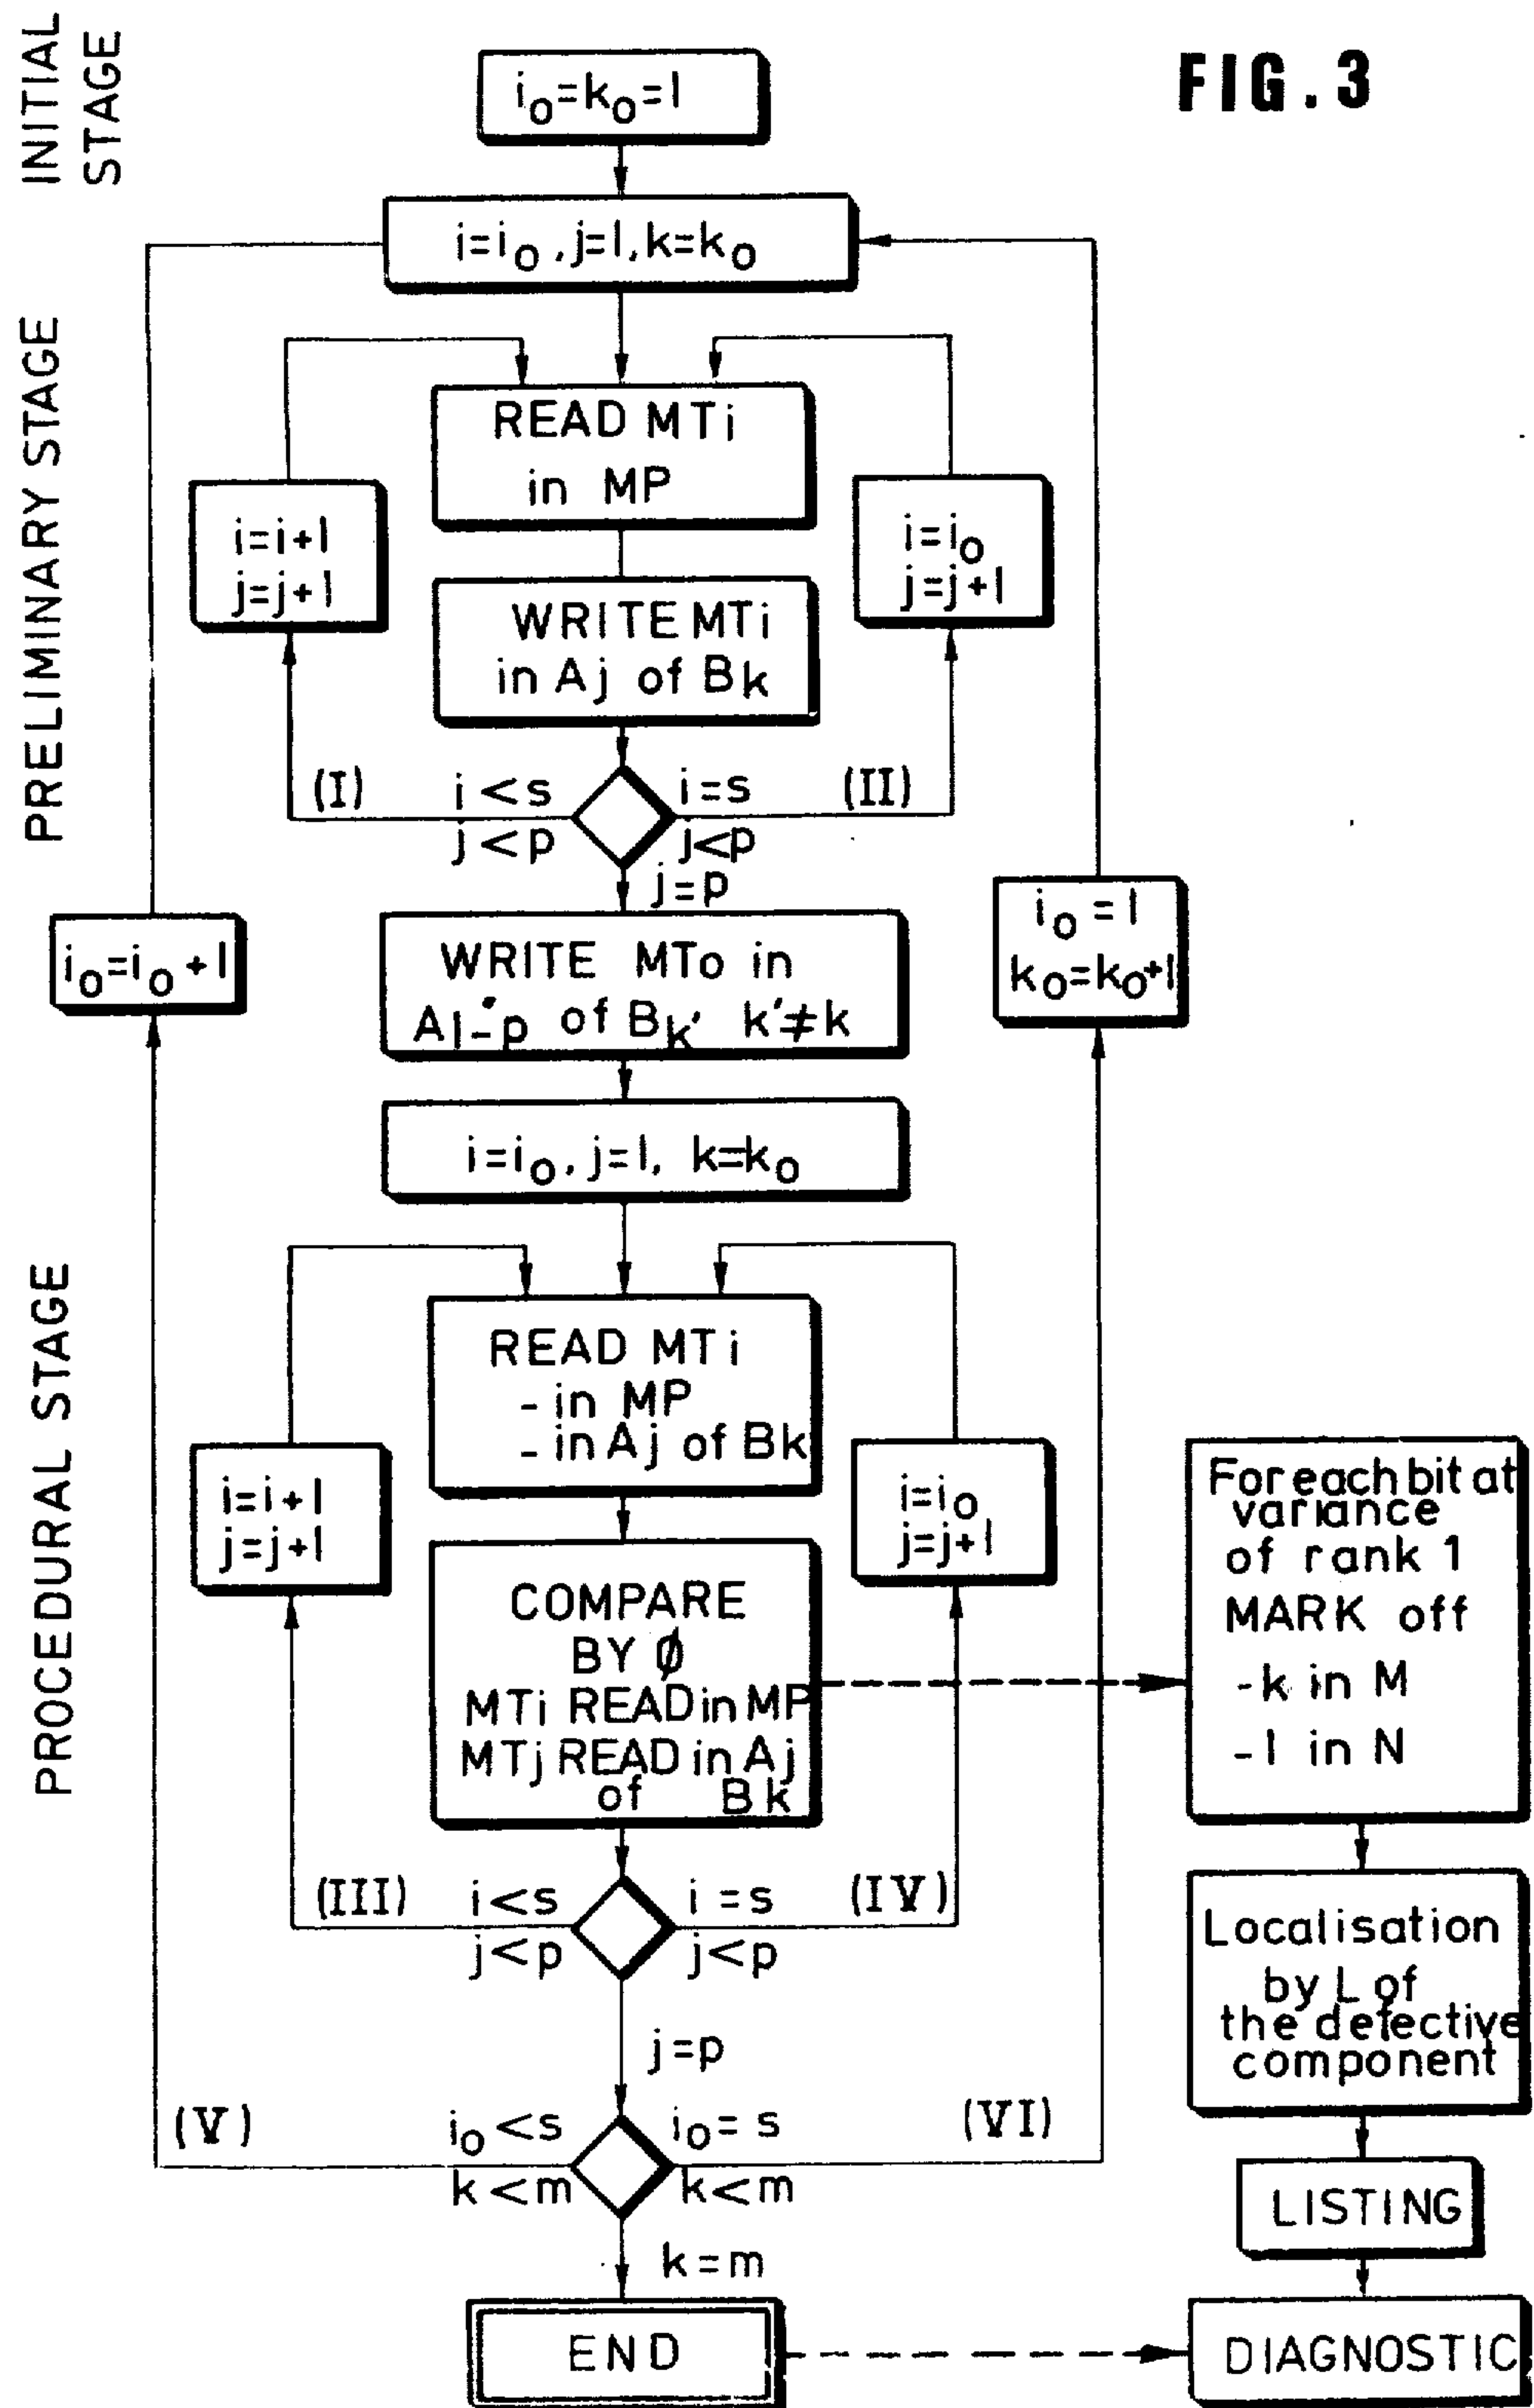 FIG. 3
INITIAL
STAGE
i₀=k₀=1
i=i₀, j=1, k=k₀
PRELIMINARY STAGE
READ MTi
in MP
i=i+1
j=j+1
i=i₀
j=j+1
WRITE MTi
in Aj of Bk
(I)
i<s
j<p
i=s
j<p
(II)
j=p
i₀=i₀+1
WRITE MTo in
A1-p of Bk' k'≠k
i₀=1
k₀=k₀+1
i=i₀, j=1, k=k₀
PROCEDURAL STAGE
READ MTi
- in MP
- in Aj of Bk
i=i+1
j=j+1
i=i₀
j=j+1
COMPARE
BY Ø
MTi READ in MP
MTj READ in Aj
of Bk
For each bit at
variance
of rank 1
MARK off
-k in M
-1 in N
(III)
i<s
j<p
i=s
j<p
(IV)
Localisation
by L of
the defective
component
j=p
(V)
i₀<s
k<m
i₀=s
k<m
(VI)
LISTING
k=m
END
DIAGNOSTIC